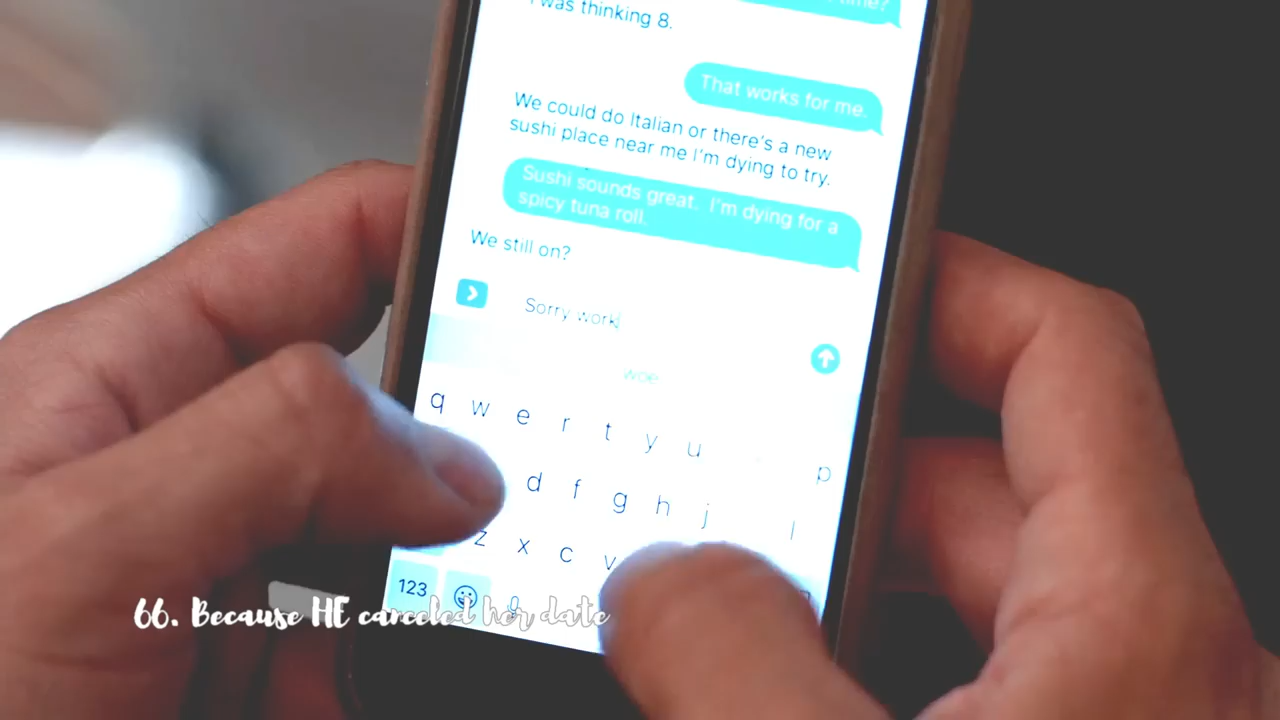 time?
I was thinking 8.
That works for me.
We could do Italian or there's a new
sushi place near me I'm dying to try.
Sushi sounds great. I'm dying for a
spicy tuna roll.
We still on?
Sorry work
woe
q w e r t y u p
d f g h j l
z x c v
123
66. Because HE canceled her date